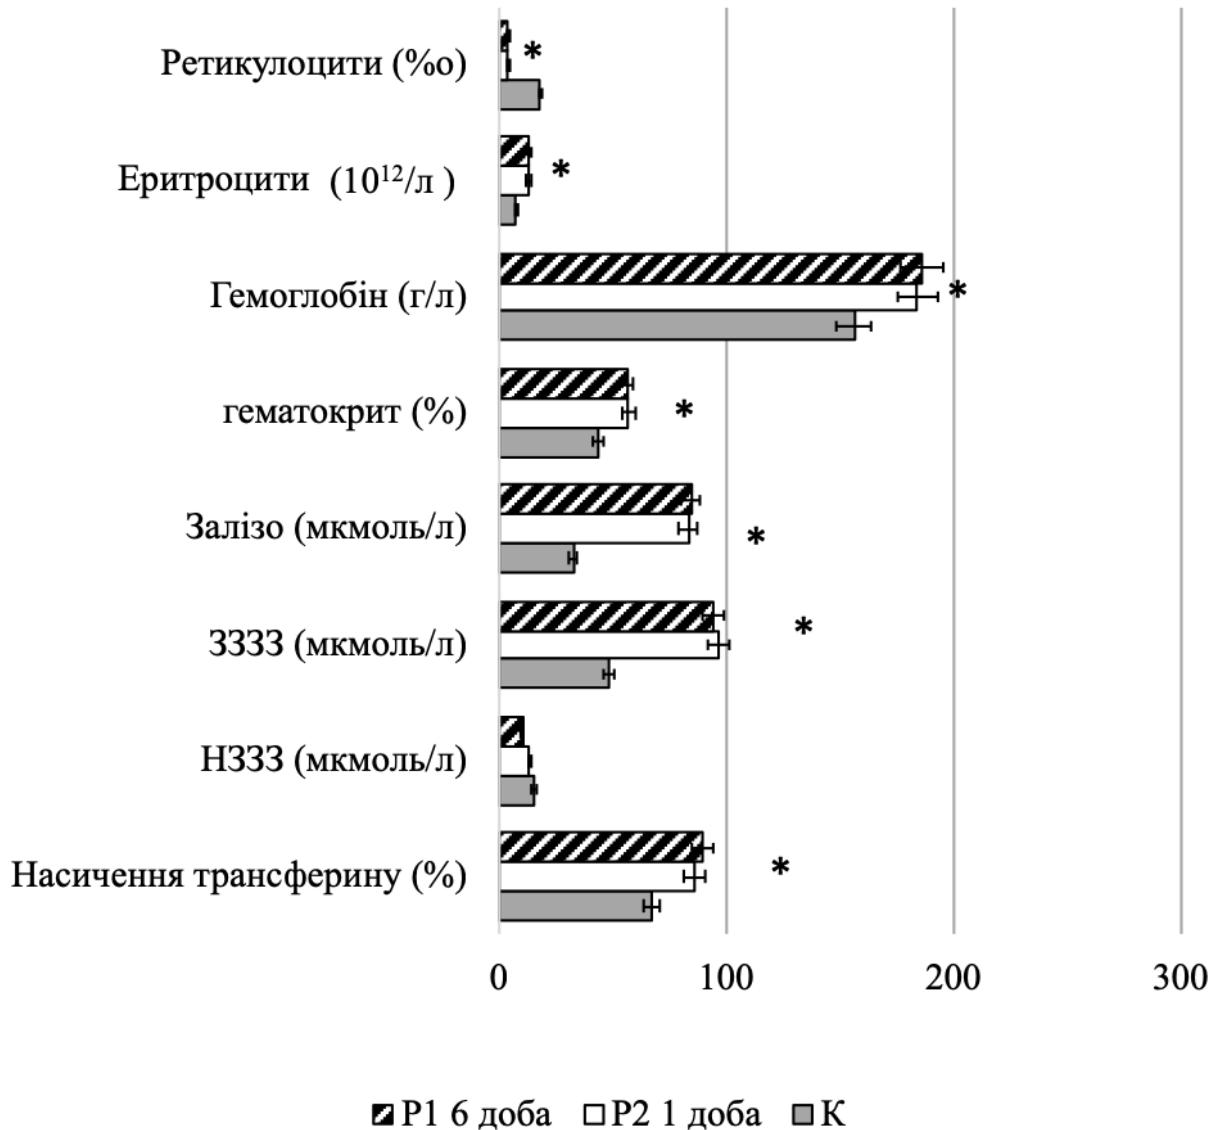 Ретикулоцити (%о)
*
Еритроцити (10¹²/л )
*
Гемоглобін (г/л)
*
гематокрит (%)
*
Залізо (мкмоль/л)
*
ЗЗЗЗ (мкмоль/л)
*
НЗЗЗ (мкмоль/л)
Насичення трансферину (%)
*
0 100 200 300
Р1 6 доба Р2 1 доба К